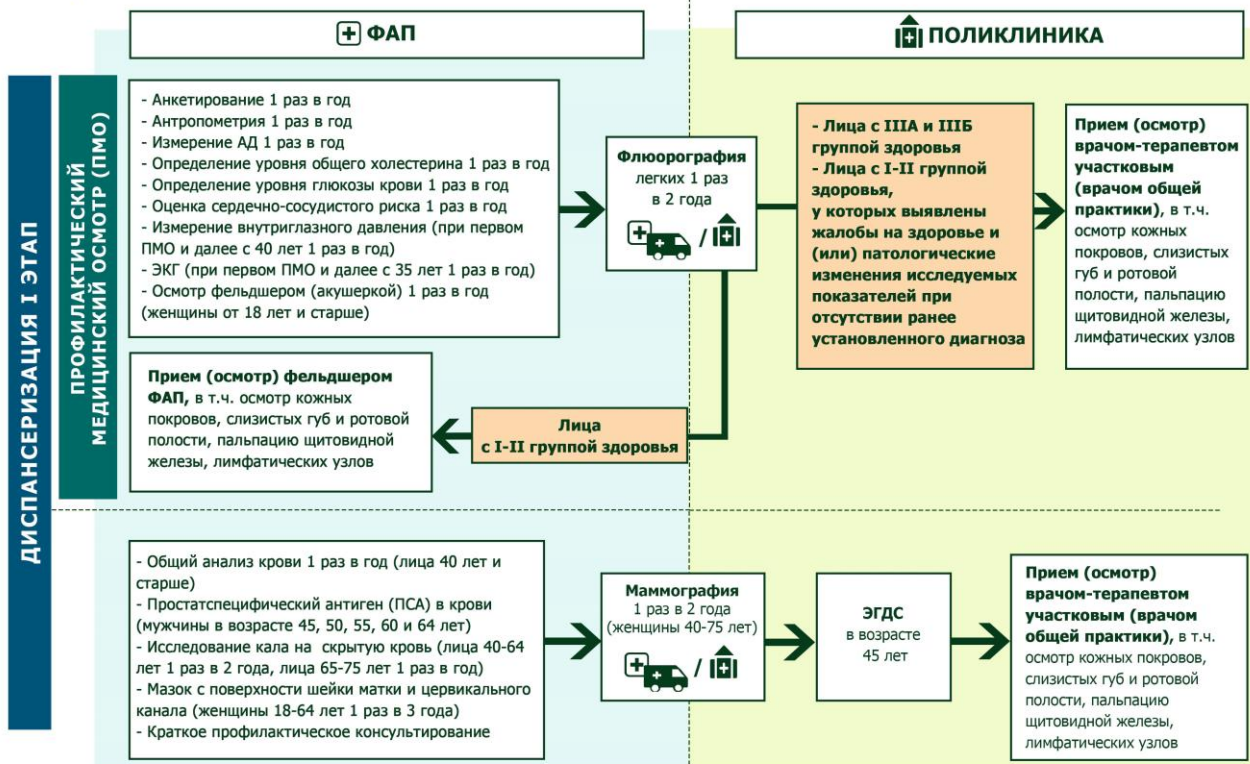 ФАП
ПОЛИКЛИНИКА
ДИСПАНСЕРИЗАЦИЯ I ЭТАП
ПРОФИЛАКТИЧЕСКИЙ
МЕДИЦИНСКИЙ ОСМОТР (ПМО)
- Анкетирование 1 раз в год
- Антропометрия 1 раз в год
- Измерение АД 1 раз в год
- Определение уровня общего холестерина 1 раз в год
- Определение уровня глюкозы крови 1 раз в год
- Оценка сердечно-сосудистого риска 1 раз в год
- Измерение внутриглазного давления (при первом
ПМО и далее с 40 лет 1 раз в год)
- ЭКГ (при первом ПМО и далее с 35 лет 1 раз в год)
- Осмотр фельдшером (акушеркой) 1 раз в год
(женщины от 18 лет и старше)
Флюорография
легких 1 раз
в 2 года
/
- Лица с IIIА и IIIБ
группой здоровья
- Лица с I-II группой
здоровья,
у которых выявлены
жалобы на здоровье и
(или) патологические
изменения исследуемых
показателей при
отсутствии ранее
установленного диагноза
Прием (осмотр)
врачом-терапевтом
участковым
(врачом общей
практики), в т.ч.
осмотр кожных
покровов, слизистых
губ и ротовой
полости, пальпацию
щитовидной железы,
лимфатических узлов
Прием (осмотр) фельдшером
ФАП, в т.ч. осмотр кожных
покровов, слизистых губ и ротовой
полости, пальпацию щитовидной
железы, лимфатических узлов
Лица
с I-II группой здоровья
- Общий анализ крови 1 раз в год (лица 40 лет и
старше)
- Простатспецифический антиген (ПСА) в крови
(мужчины в возрасте 45, 50, 55, 60 и 64 лет)
- Исследование кала на скрытую кровь (лица 40-64
лет 1 раз в 2 года, лица 65-75 лет 1 раз в год)
- Мазок с поверхности шейки матки и цервикального
канала (женщины 18-64 лет 1 раз в 3 года)
- Краткое профилактическое консультирование
Маммография
1 раз в 2 года
(женщины 40-75 лет)
/
ЭГДС
в возрасте
45 лет
Прием (осмотр)
врачом-терапевтом
участковым (врачом
общей практики), в т.ч.
осмотр кожных покровов,
слизистых губ и ротовой
полости, пальпацию
щитовидной железы,
лимфатических узлов